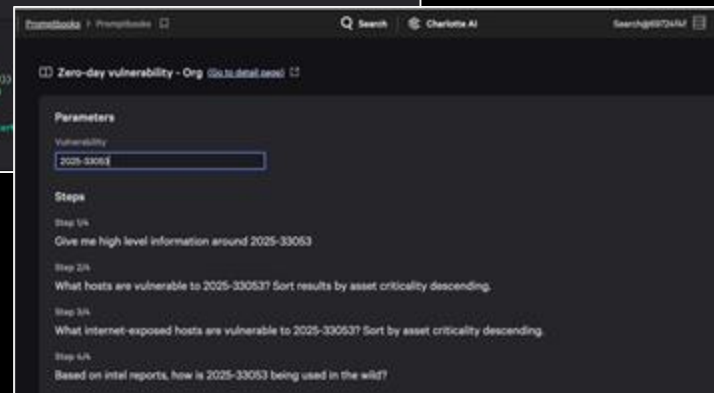 Promptbooks > Promptbooks
Search
Charlotte AI
Zero-day vulnerability - Org (Go to detail page)
Parameters
Vulnerability
2025-33053
Steps
Step 1/4
Give me high level information around 2025-33053
Step 2/4
What hosts are vulnerable to 2025-33053? Sort results by asset criticality descending.
Step 3/4
What internet-exposed hosts are vulnerable to 2025-33053? Sort by asset criticality descending.
Step 4/4
Based on intel reports, how is 2025-33053 being used in the wild?